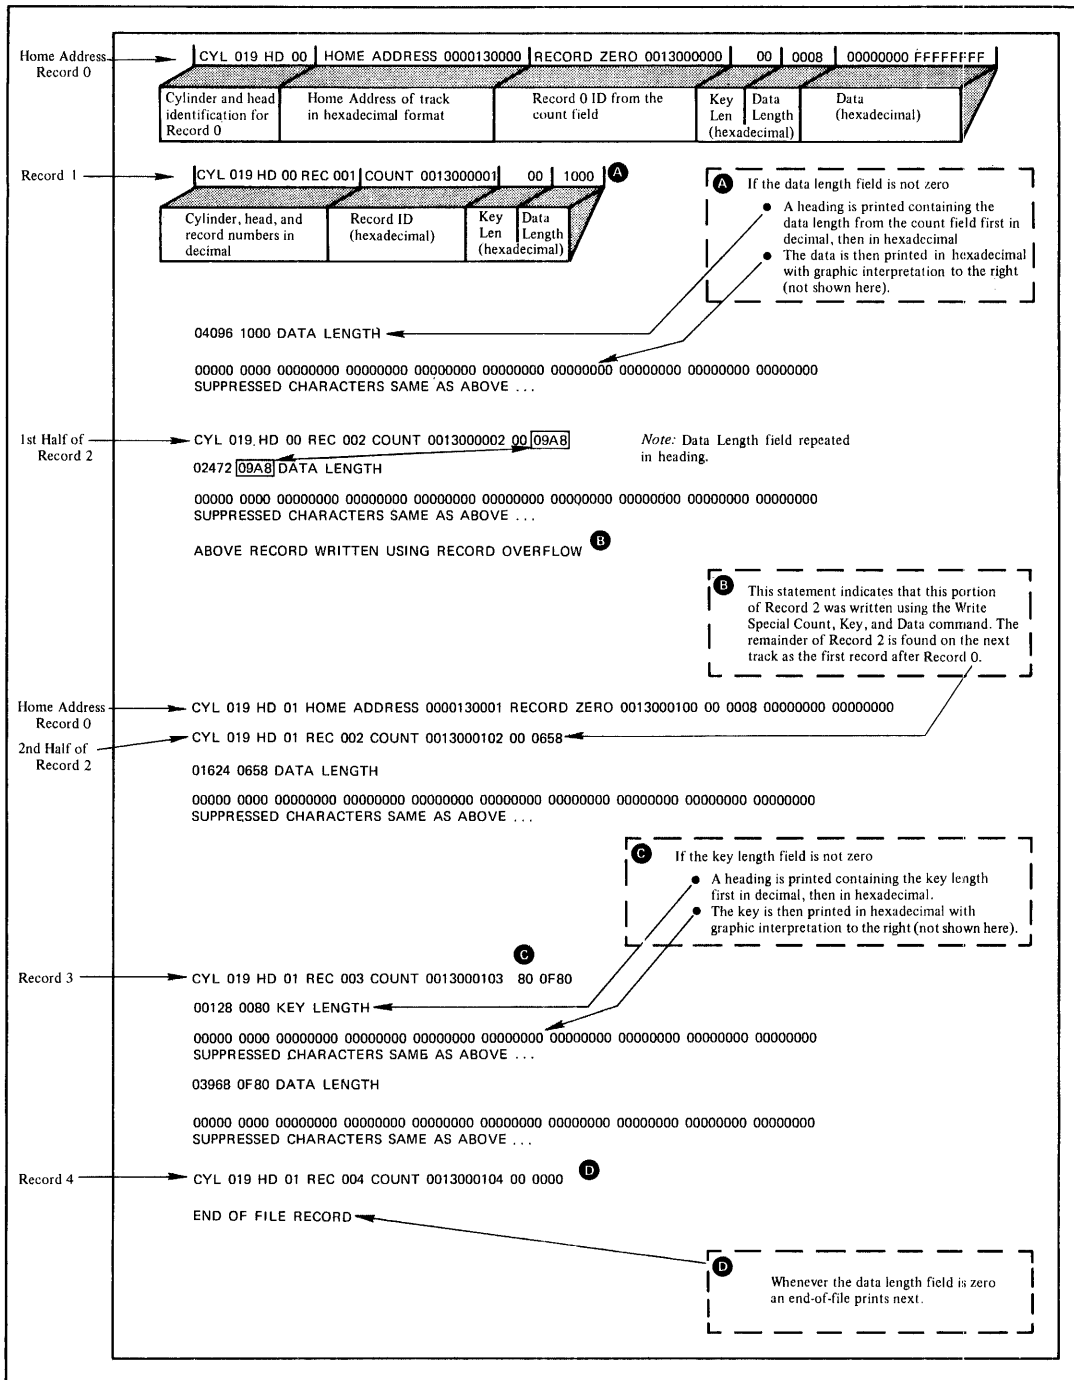 Home Address
Record 0
CYL 019 HD 00 HOME ADDRESS 0000130000 RECORD ZERO 0013000000 00 0008 00000000 FFFFFFFF
Cylinder and head
identification for
Record 0
Home Address of track
in hexadecimal format
Record 0 ID from the
count field
Key
Len
Data
Length
(hexadecimal)
Data
(hexadecimal)
Record 1
CYL 019 HD 00 REC 001 COUNT 0013000001 00 1000 A
Cylinder, head, and
record numbers in
decimal
Record ID
(hexadecimal)
Key
Len
Data
Length
(hexadecimal)
A If the data length field is not zero
● A heading is printed containing the
data length from the count field first in
decimal, then in hexadecimal
● The data is then printed in hexadecimal
with graphic interpretation to the right
(not shown here).
04096 1000 DATA LENGTH
00000 0000 00000000 00000000 00000000 00000000 00000000 00000000 00000000 00000000
SUPPRESSED CHARACTERS SAME AS ABOVE ...
1st Half of
Record 2
CYL 019 HD 00 REC 002 COUNT 0013000002 00 09A8
Note: Data Length field repeated
in heading.
02472 09A8 DATA LENGTH
00000 0000 00000000 00000000 00000000 00000000 00000000 00000000 00000000 00000000
SUPPRESSED CHARACTERS SAME AS ABOVE ...
ABOVE RECORD WRITTEN USING RECORD OVERFLOW B
B This statement indicates that this portion
of Record 2 was written using the Write
Special Count, Key, and Data command. The
remainder of Record 2 is found on the next
track as the first record after Record 0.
Home Address
Record 0
CYL 019 HD 01 HOME ADDRESS 0000130001 RECORD ZERO 0013000100 00 0008 00000000 00000000
2nd Half of
Record 2
CYL 019 HD 01 REC 002 COUNT 0013000102 00 0658
01624 0658 DATA LENGTH
00000 0000 00000000 00000000 00000000 00000000 00000000 00000000 00000000 00000000
SUPPRESSED CHARACTERS SAME AS ABOVE ...
C If the key length field is not zero
● A heading is printed containing the key length
first in decimal, then in hexadecimal.
● The key is then printed in hexadecimal with
graphic interpretation to the right (not shown here).
C
Record 3
CYL 019 HD 01 REC 003 COUNT 0013000103 80 0F80
00128 0080 KEY LENGTH
00000 0000 00000000 00000000 00000000 00000000 00000000 00000000 00000000 00000000
SUPPRESSED CHARACTERS SAME AS ABOVE ...
03968 0F80 DATA LENGTH
00000 0000 00000000 00000000 00000000 00000000 00000000 00000000 00000000 00000000
SUPPRESSED CHARACTERS SAME AS ABOVE ...
Record 4
CYL 019 HD 01 REC 004 COUNT 0013000104 00 0000 D
END OF FILE RECORD
D Whenever the data length field is zero
an end-of-file prints next.